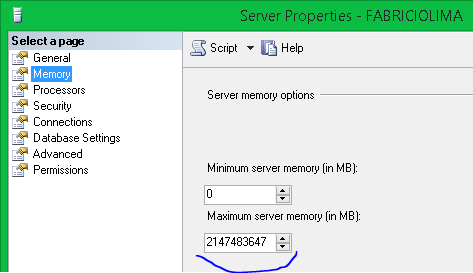 Server Properties - FABRICIOLIMA
Select a page
General
Memory
Processors
Security
Connections
Database Settings
Advanced
Permissions
Script
Help
Server memory options
Minimum server memory (in MB):
0
Maximum server memory (in MB):
2147483647